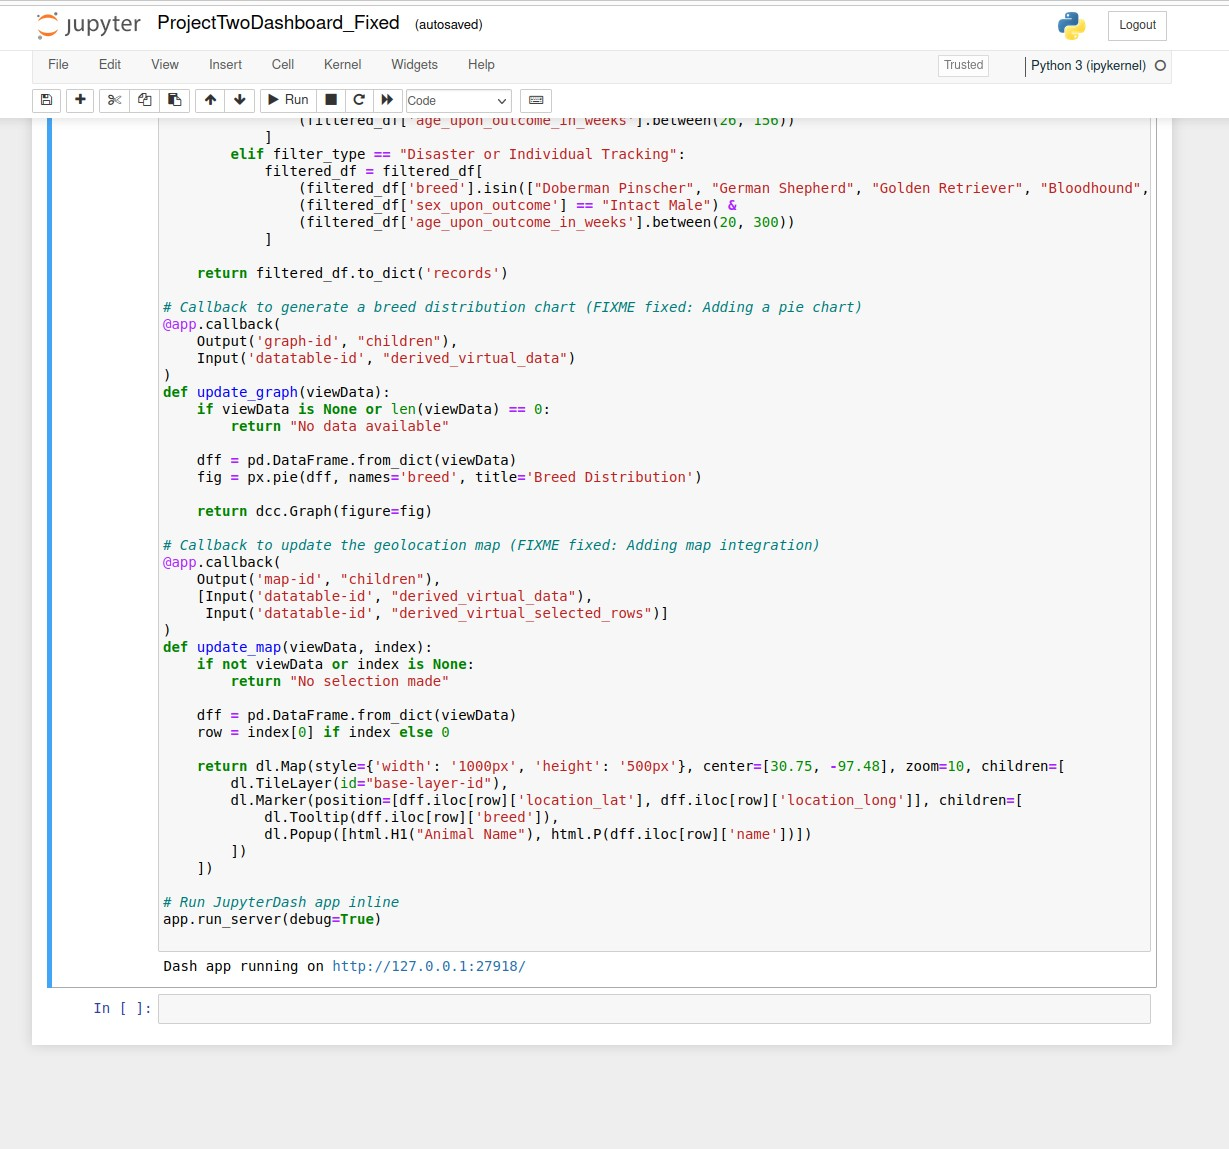 jupyter ProjectTwoDashboard_Fixed (autosaved)
Logout
File Edit View Insert Cell Kernel Widgets Help
Trusted Python 3 (ipykernel)
Run Code
(filtered_df['age_upon_outcome_in_weeks'].between(26, 156))
]
elif filter_type == "Disaster or Individual Tracking":
filtered_df = filtered_df[
(filtered_df['breed'].isin(["Doberman Pinscher", "German Shepherd", "Golden Retriever", "Bloodhound",
(filtered_df['sex_upon_outcome'] == "Intact Male") &
(filtered_df['age_upon_outcome_in_weeks'].between(20, 300))
]
return filtered_df.to_dict('records')
# Callback to generate a breed distribution chart (FIXME fixed: Adding a pie chart)
@app.callback(
Output('graph-id', "children"),
Input('datatable-id', "derived_virtual_data")
)
def update_graph(viewData):
if viewData is None or len(viewData) == 0:
return "No data available"
dff = pd.DataFrame.from_dict(viewData)
fig = px.pie(dff, names='breed', title='Breed Distribution')
return dcc.Graph(figure=fig)
# Callback to update the geolocation map (FIXME fixed: Adding map integration)
@app.callback(
Output('map-id', "children"),
[Input('datatable-id', "derived_virtual_data"),
Input('datatable-id', "derived_virtual_selected_rows")]
)
def update_map(viewData, index):
if not viewData or index is None:
return "No selection made"
dff = pd.DataFrame.from_dict(viewData)
row = index[0] if index else 0
return dl.Map(style={'width': '1000px', 'height': '500px'}, center=[30.75, -97.48], zoom=10, children=[
dl.TileLayer(id="base-layer-id"),
dl.Marker(position=[dff.iloc[row]['location_lat'], dff.iloc[row]['location_long']], children=[
dl.Tooltip(dff.iloc[row]['breed']),
dl.Popup([html.H1("Animal Name"), html.P(dff.iloc[row]['name'])])
])
])
# Run JupyterDash app inline
app.run_server(debug=True)
Dash app running on http://127.0.0.1:27918/
In [ ]: